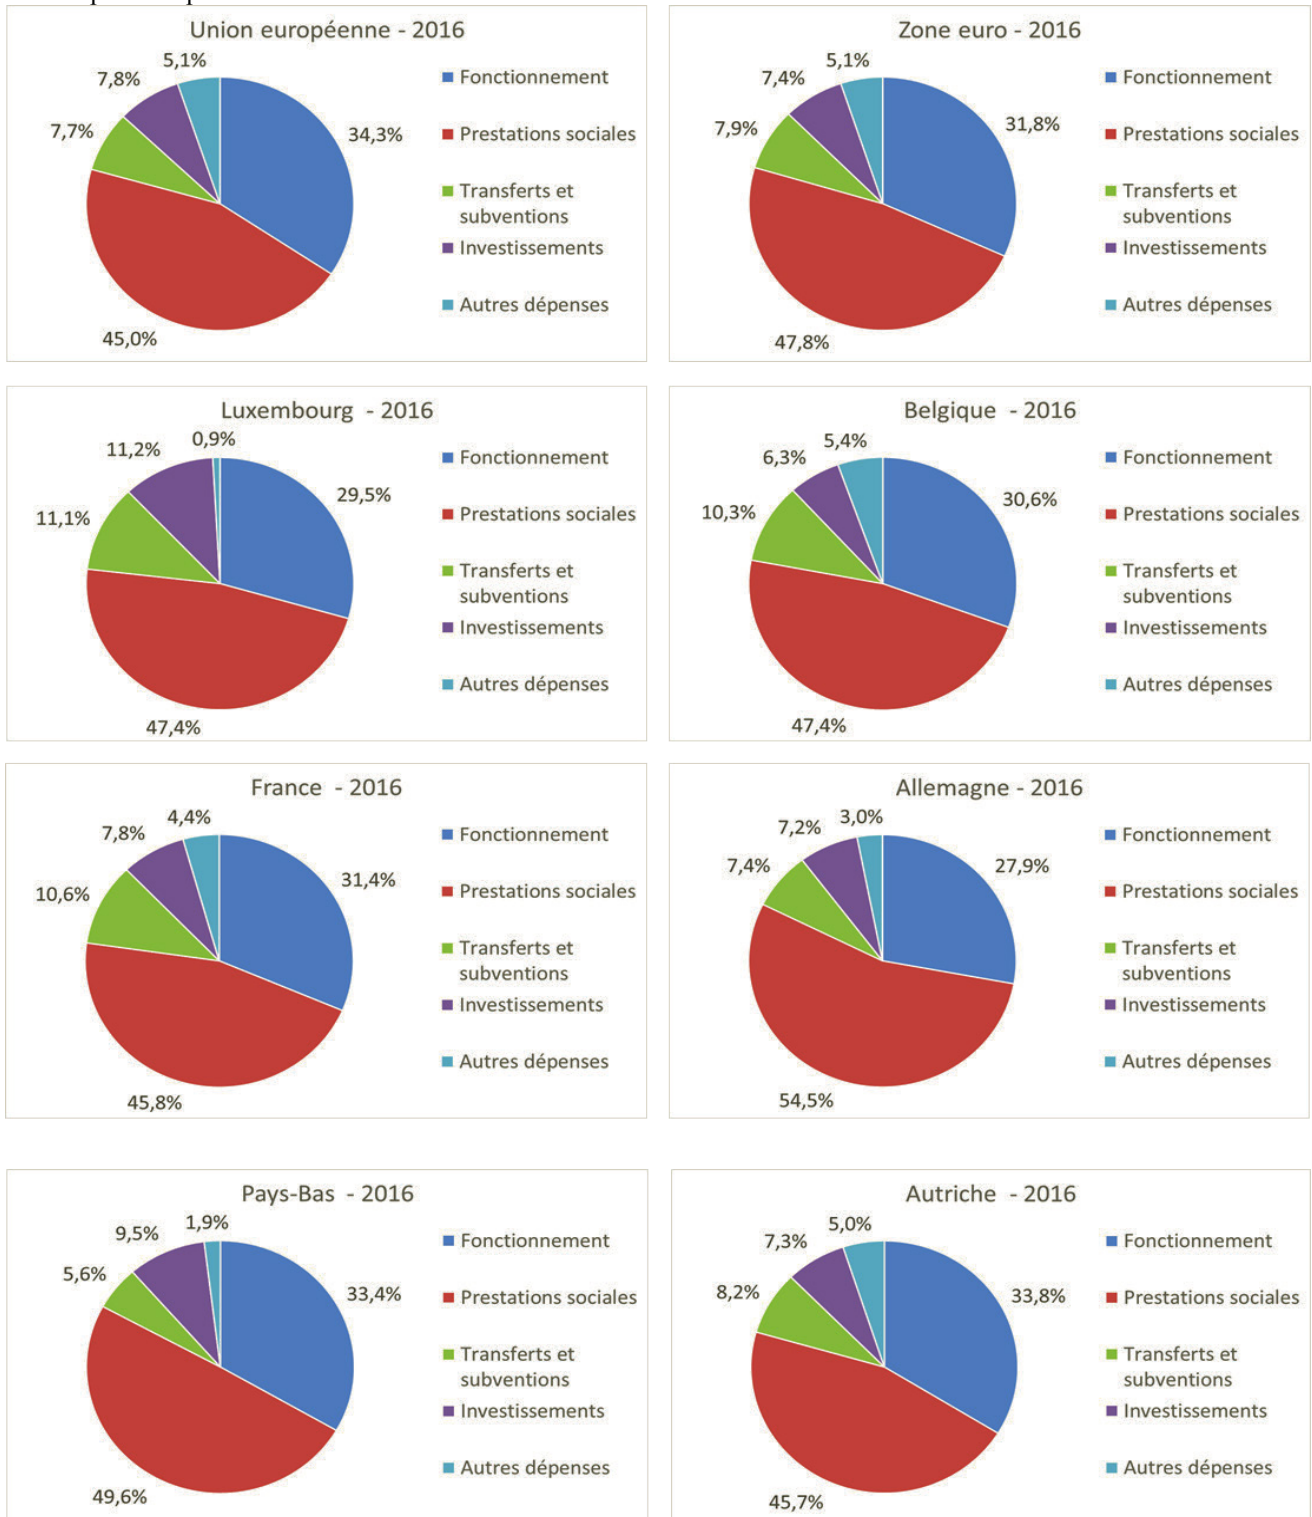 Union européenne - 2016
5,1%
7,8%
7,7%
34,3%
45,0%
Fonctionnement
Prestations sociales
Transferts et
subventions
Investissements
Autres dépenses
Zone euro - 2016
5,1%
7,4%
7,9%
31,8%
47,8%
Fonctionnement
Prestations sociales
Transferts et
subventions
Investissements
Autres dépenses
Luxembourg - 2016
0,9%
11,2%
11,1%
29,5%
47,4%
Fonctionnement
Prestations sociales
Transferts et
subventions
Investissements
Autres dépenses
Belgique - 2016
5,4%
6,3%
10,3%
30,6%
47,4%
Fonctionnement
Prestations sociales
Transferts et
subventions
Investissements
Autres dépenses
France - 2016
4,4%
7,8%
10,6%
31,4%
45,8%
Fonctionnement
Prestations sociales
Transferts et
subventions
Investissements
Autres dépenses
Allemagne - 2016
3,0%
7,2%
7,4%
27,9%
54,5%
Fonctionnement
Prestations sociales
Transferts et
subventions
Investissements
Autres dépenses
Pays-Bas - 2016
1,9%
9,5%
5,6%
33,4%
49,6%
Fonctionnement
Prestations sociales
Transferts et
subventions
Investissements
Autres dépenses
Autriche - 2016
5,0%
7,3%
8,2%
33,8%
45,7%
Fonctionnement
Prestations sociales
Transferts et
subventions
Investissements
Autres dépenses